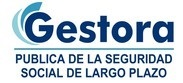 Gestora
PUBLICA DE LA SEGURIDAD
SOCIAL DE LARGO PLAZO